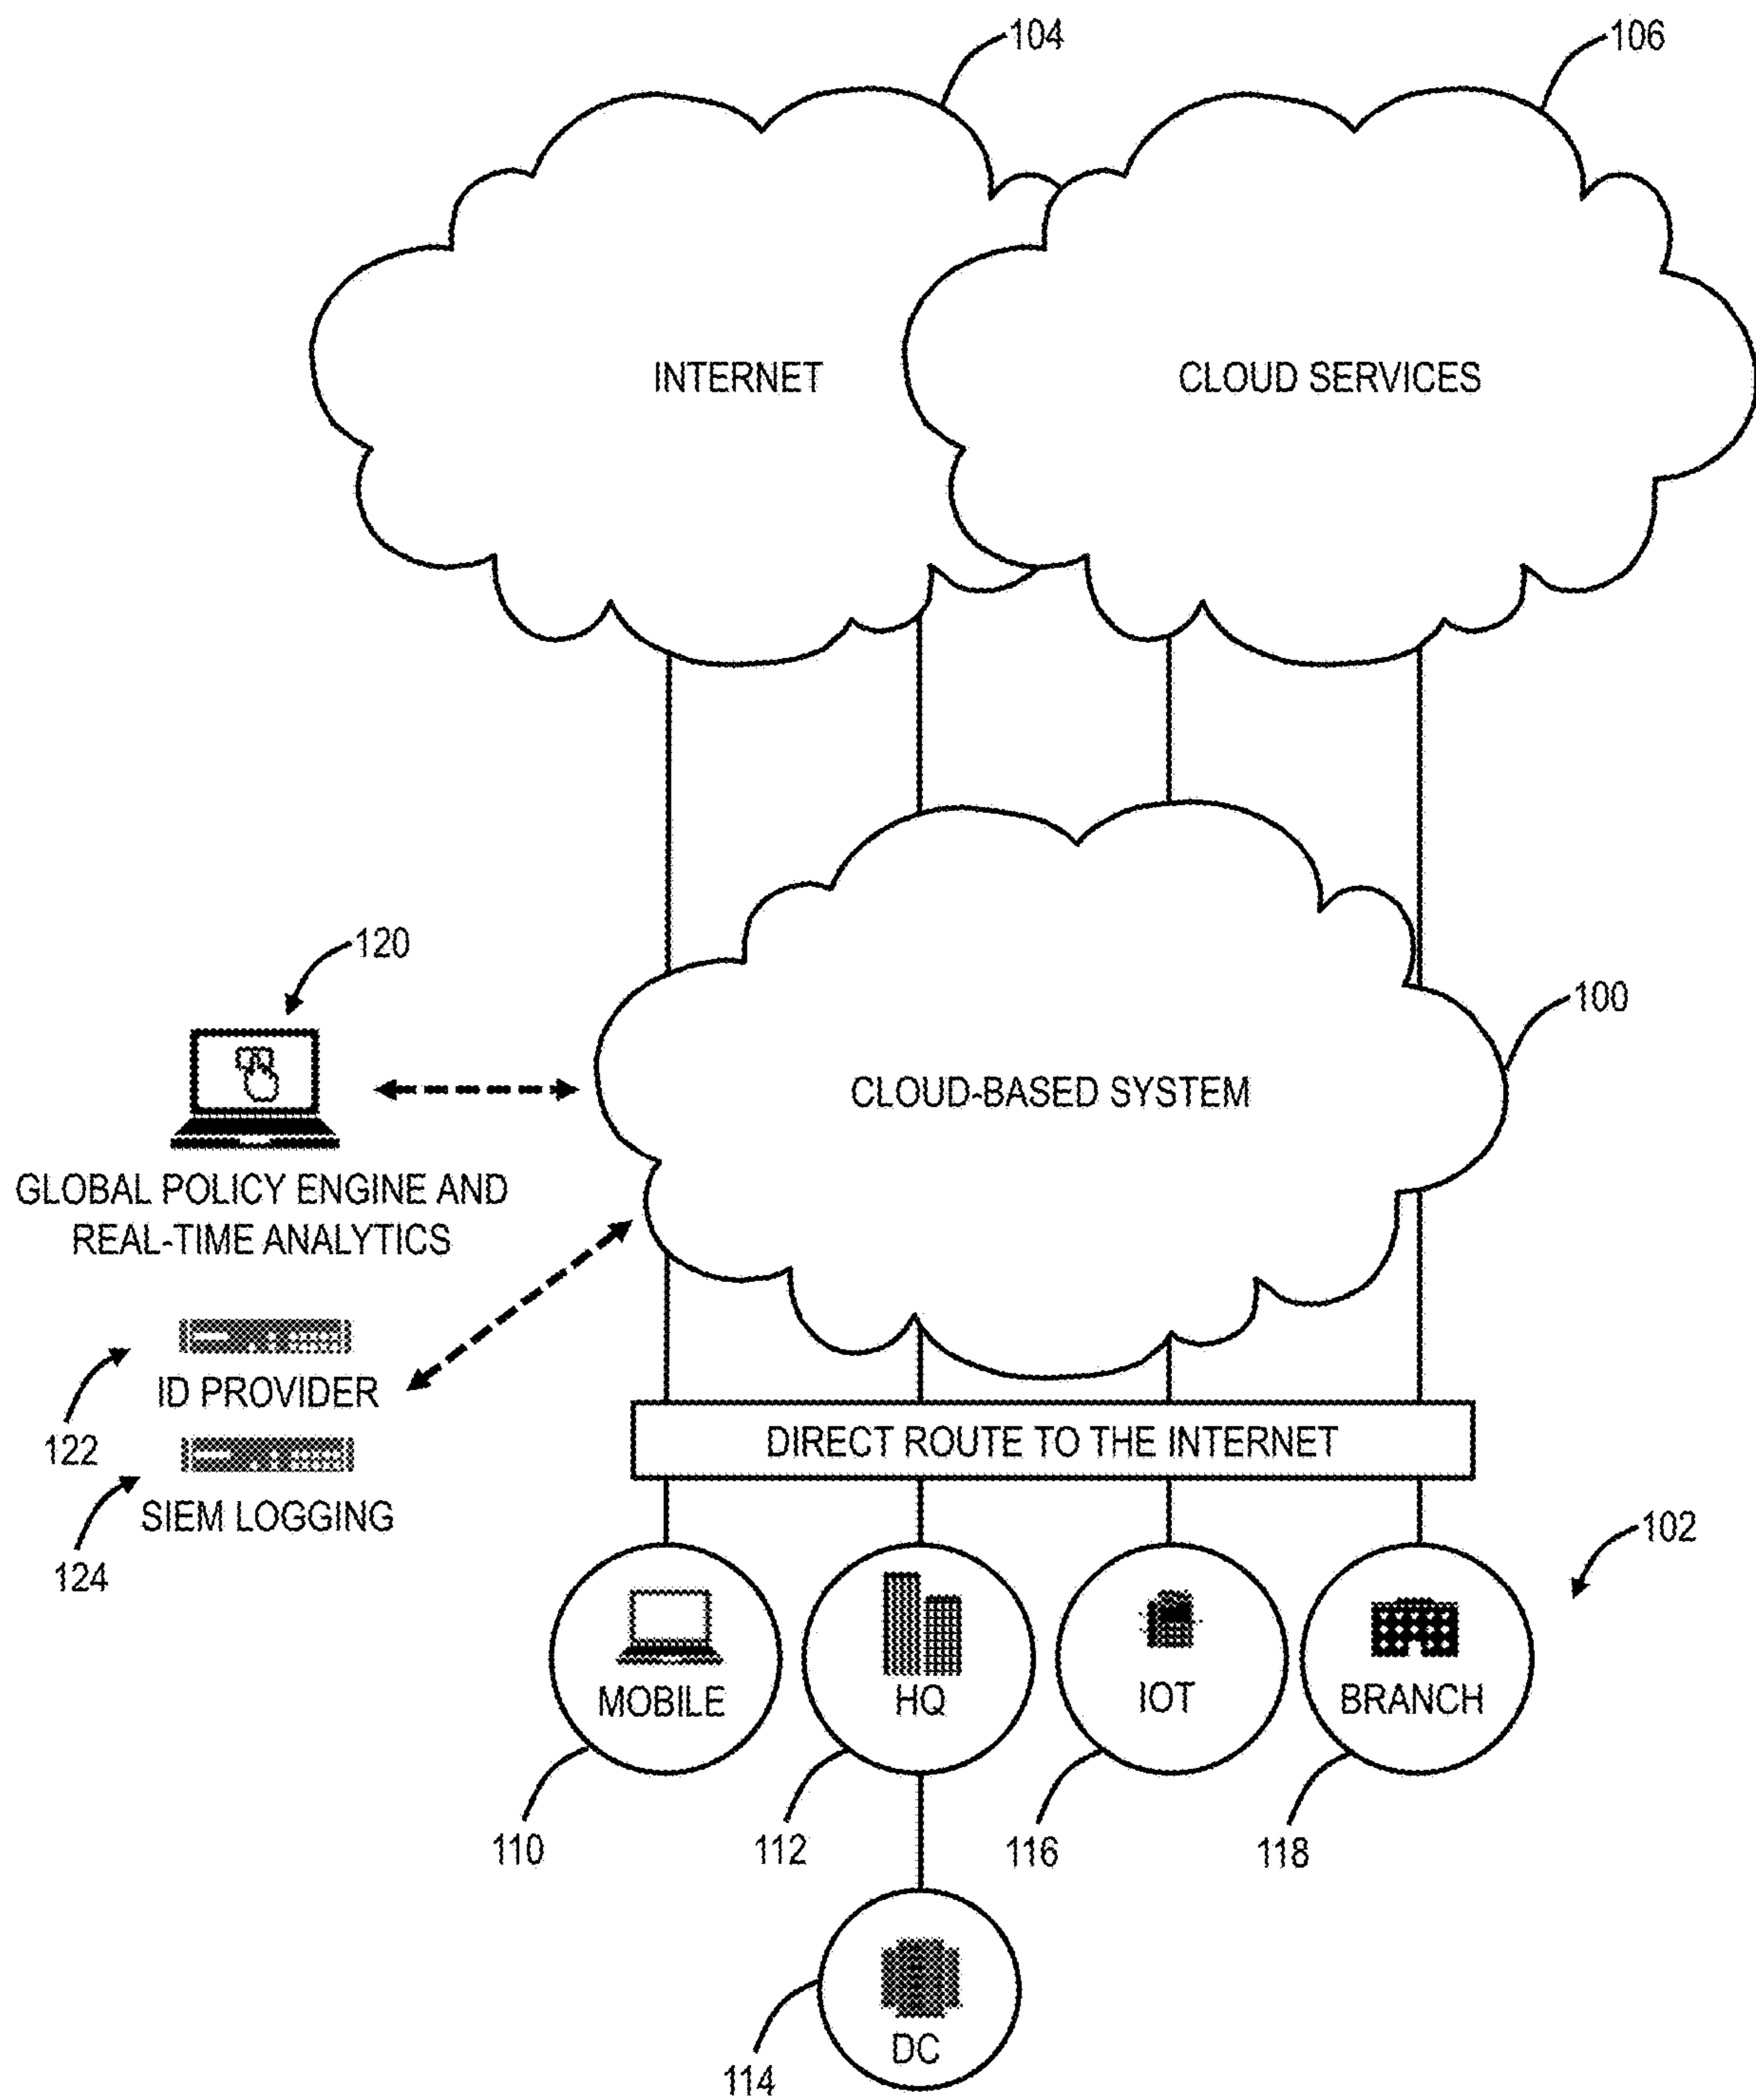 104
106
INTERNET
CLOUD SERVICES
120
100
CLOUD-BASED SYSTEM
GLOBAL POLICY ENGINE AND
REAL-TIME ANALYTICS
ID PROVIDER
122
DIRECT ROUTE TO THE INTERNET
SIEM LOGGING
124
102
MOBILE
HQ
IOT
BRANCH
110
112
116
118
DC
114